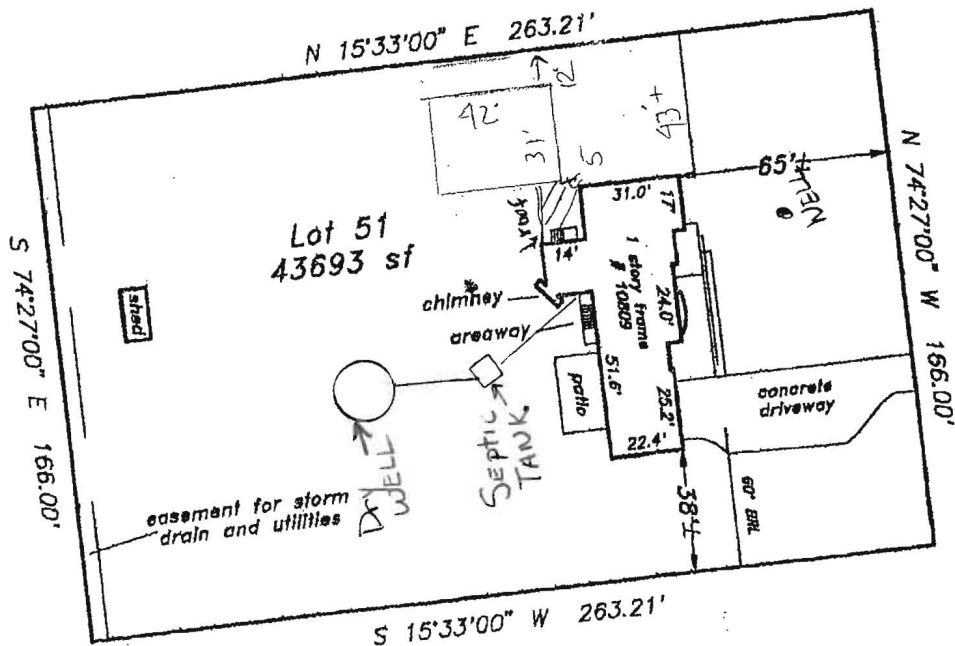 N 15°33'00" E 263.21'
12'
42'
31'
43'+
5
65'±
WELL
N 74°27'00" W 166.00'
31.0'
17'
14'
Lot 51
43693 sf
chimney
areaway
1 story frame
# 10809
24.0'
51.6'
25.2'
22.4'
patio
concrete
driveway
60' BRL
38'±
shed
S 74°27'00" E 166.00'
DRY
WELL
SEPTIC
TANK.
easement for storm
drain and utilities
S 15°33'00" W 263.21'